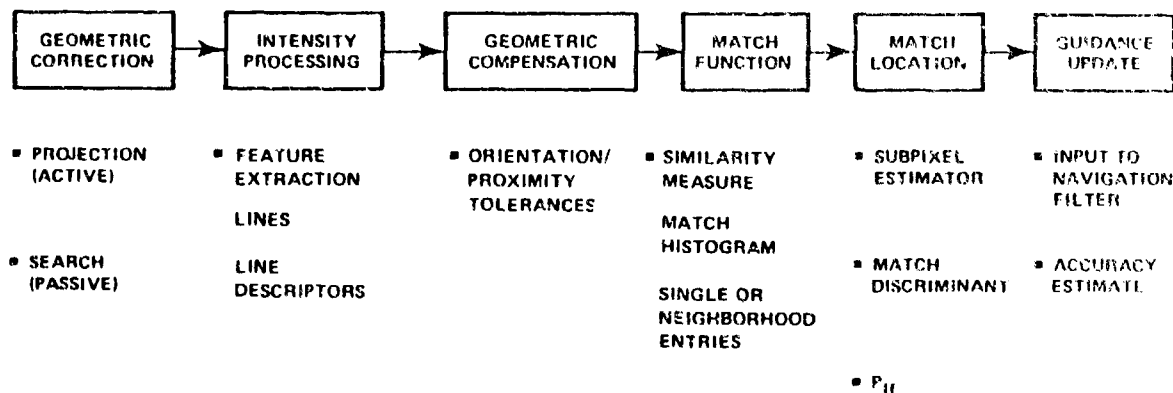 GEOMETRIC
CORRECTION
INTENSITY
PROCESSING
GEOMETRIC
COMPENSATION
MATCH
FUNCTION
MATCH
LOCATION
GUIDANCE
UPDATE
▪ PROJECTION
(ACTIVE)
▪ SEARCH
(PASSIVE)
▪ FEATURE
EXTRACTION
LINES
LINE
DESCRIPTORS
▪ ORIENTATION/
PROXIMITY
TOLERANCES
▪ SIMILARITY
MEASURE
MATCH
HISTOGRAM
SINGLE OR
NEIGHBORHOOD
ENTRIES
▪ SUBPIXEL
ESTIMATOR
▪ MATCH
DISCRIMINANT
▪ INPUT TO
NAVIGATION
FILTER
▪ ACCURACY
ESTIMATE